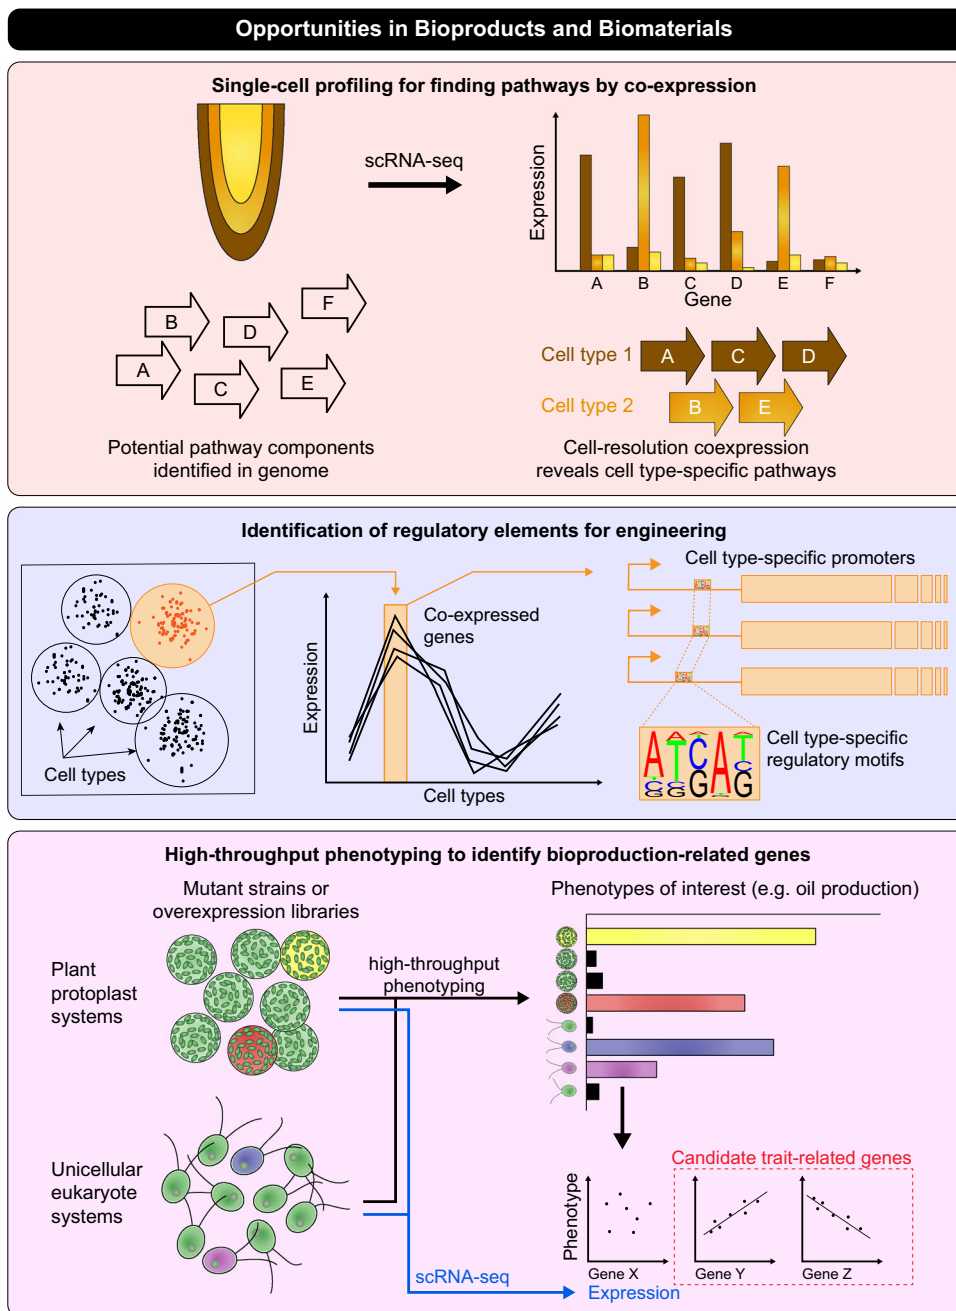 Opportunities in Bioproducts and Biomaterials
Single-cell profiling for finding pathways by co-expression
scRNA-seq
Expression
A B C D E F
Gene
B
D
F
A
C
E
Cell type 1
A C D
Cell type 2
B E
Potential pathway components
identified in genome
Cell-resolution coexpression
reveals cell type-specific pathways
Identification of regulatory elements for engineering
Cell types
Expression
Co-expressed
genes
Cell types
Cell type-specific promoters
ATGAG
ATGAG
ATGAG
ATCAT
Cell type-specific
regulatory motifs
High-throughput phenotyping to identify bioproduction-related genes
Mutant strains or
overexpression libraries
Plant
protoplast
systems
Unicellular
eukaryote
systems
high-throughput
phenotyping
scRNA-seq
Phenotypes of interest (e.g. oil production)
Candidate trait-related genes
Phenotype
Gene X
Gene Y
Gene Z
Expression